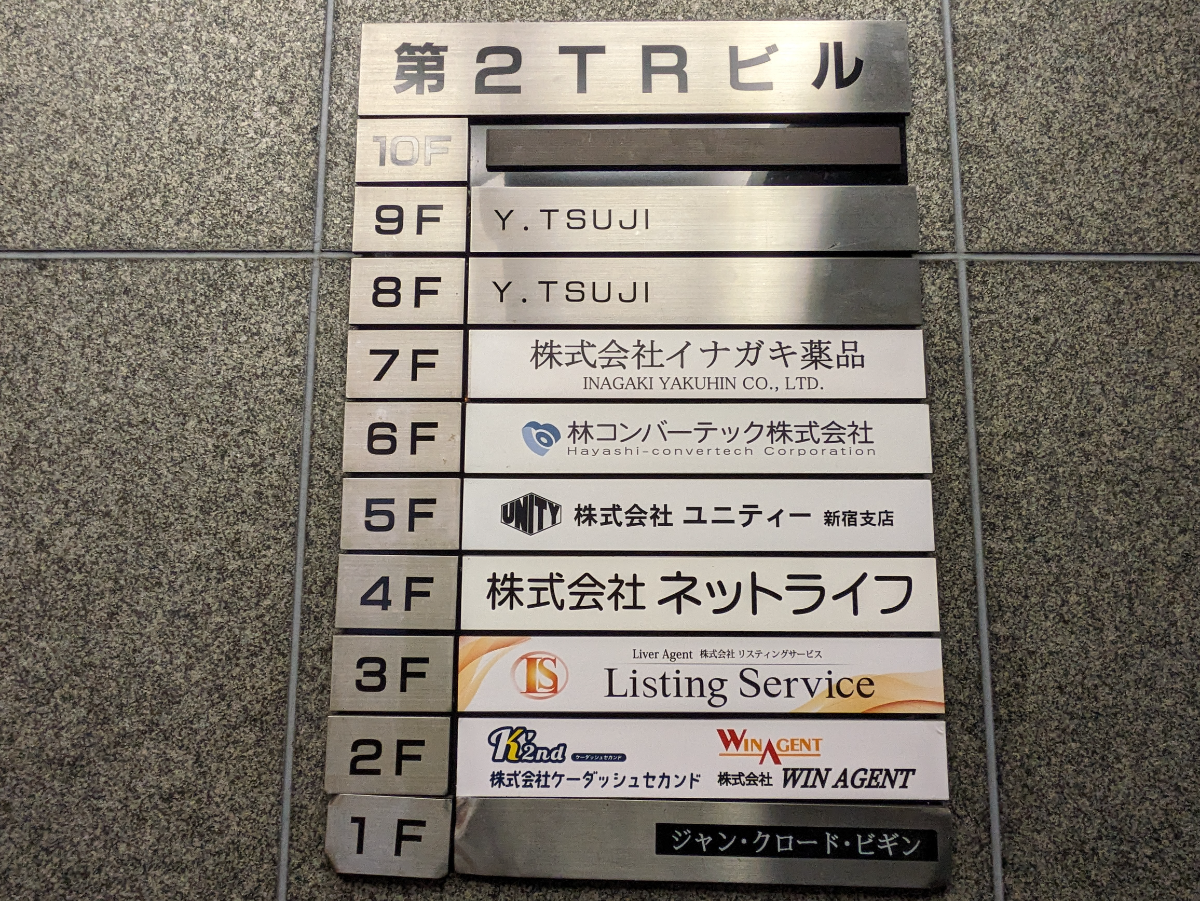 第2TRビル
10F
9F Y.TSUJI
8F Y.TSUJI
7F 株式会社イナガキ薬品
INAGAKI YAKUHIN CO., LTD.
6F 林コンバーテック株式会社
Hayashi-convertech Corporation
5F UNITY 株式会社 ユニティー 新宿支店
4F 株式会社 ネットライフ
3F LS Liver Agent 株式会社 リスティングサービス
Listing Service
2F K'2nd ケーダッシュセカンド WIN AGENT
株式会社ケーダッシュセカンド 株式会社 WIN AGENT
1F ジャン・クロード・ビギン